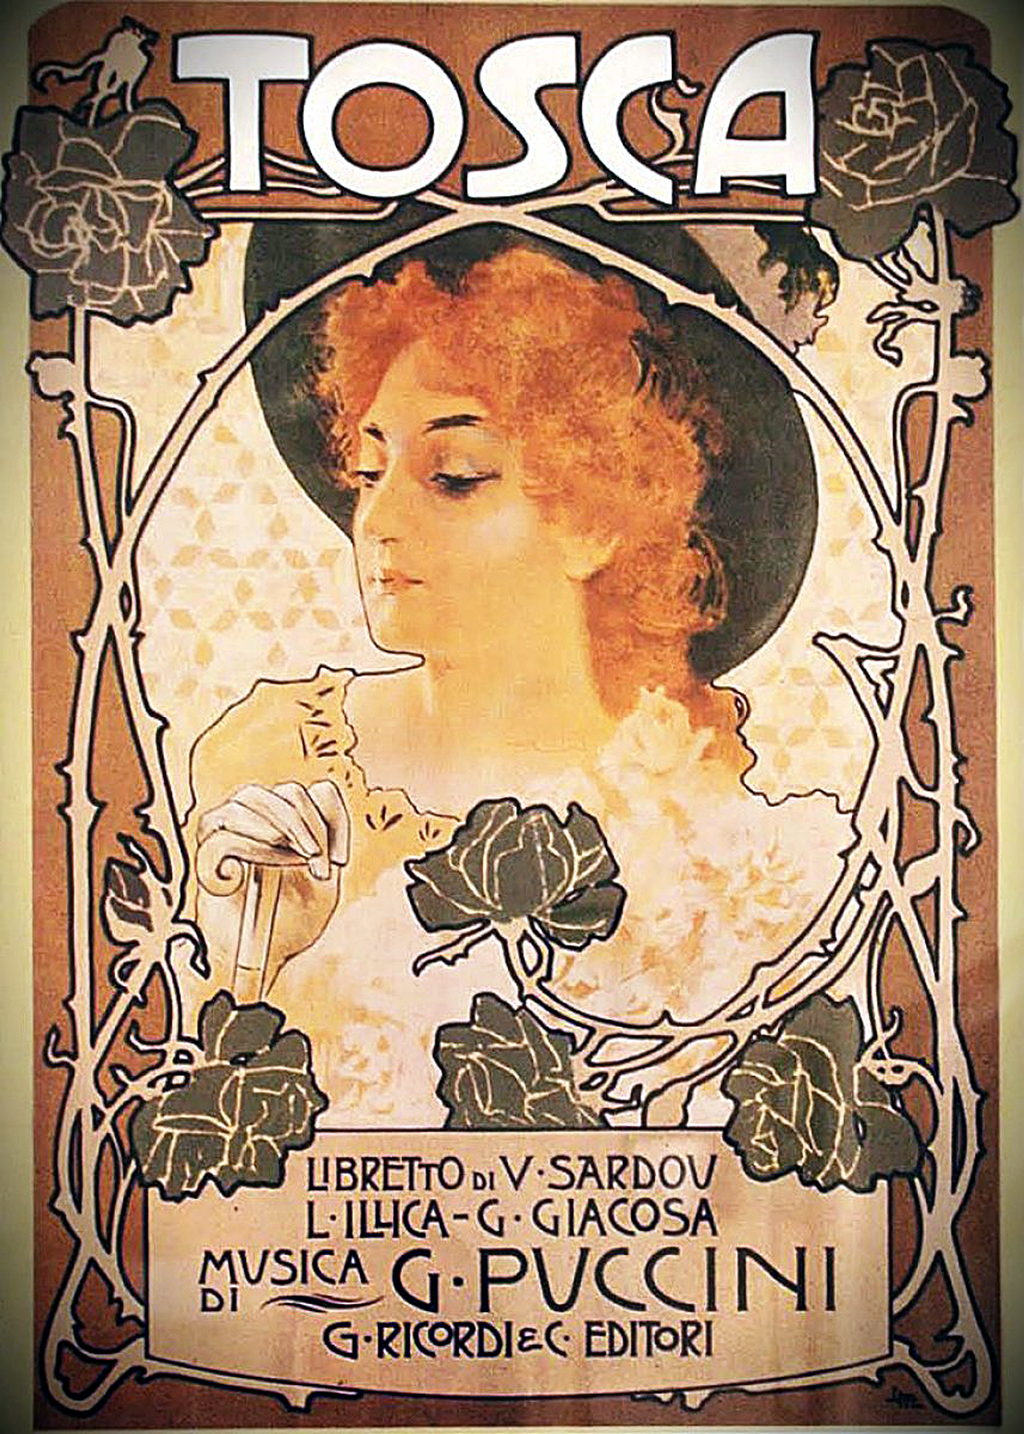 TOSCA
LIBRETTO DI V. SARDOU
L. ILLICA - G. GIACOSA
MUSICA DI G. PUCCINI
G. RICORDI & C. EDITORI